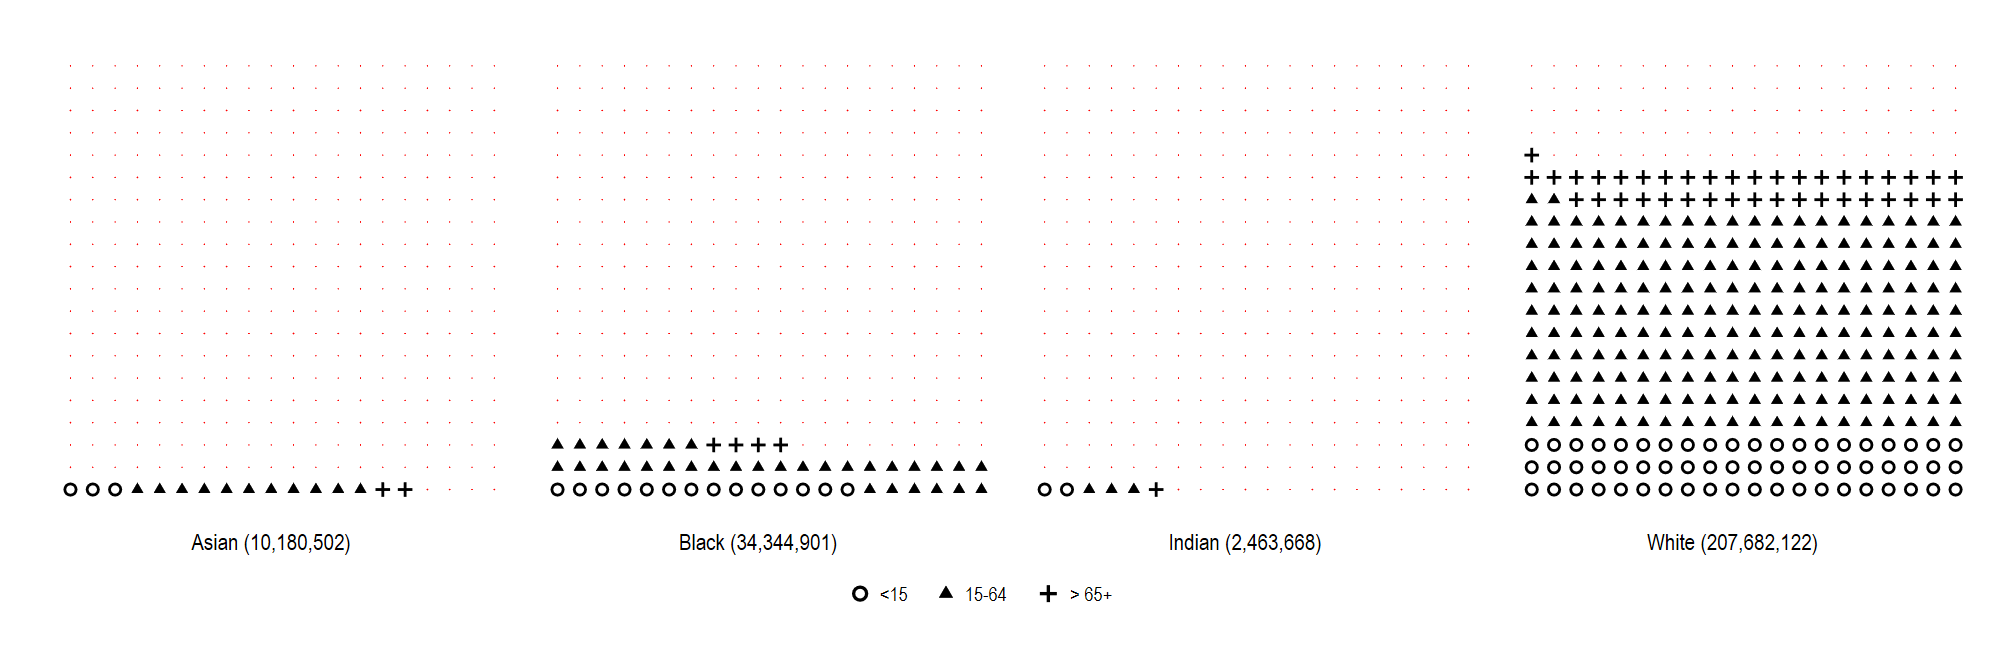 Asian (10,180,502)
Black (34,344,901)
Indian (2,463,668)
White (207,682,122)
<15
15-64
> 65+